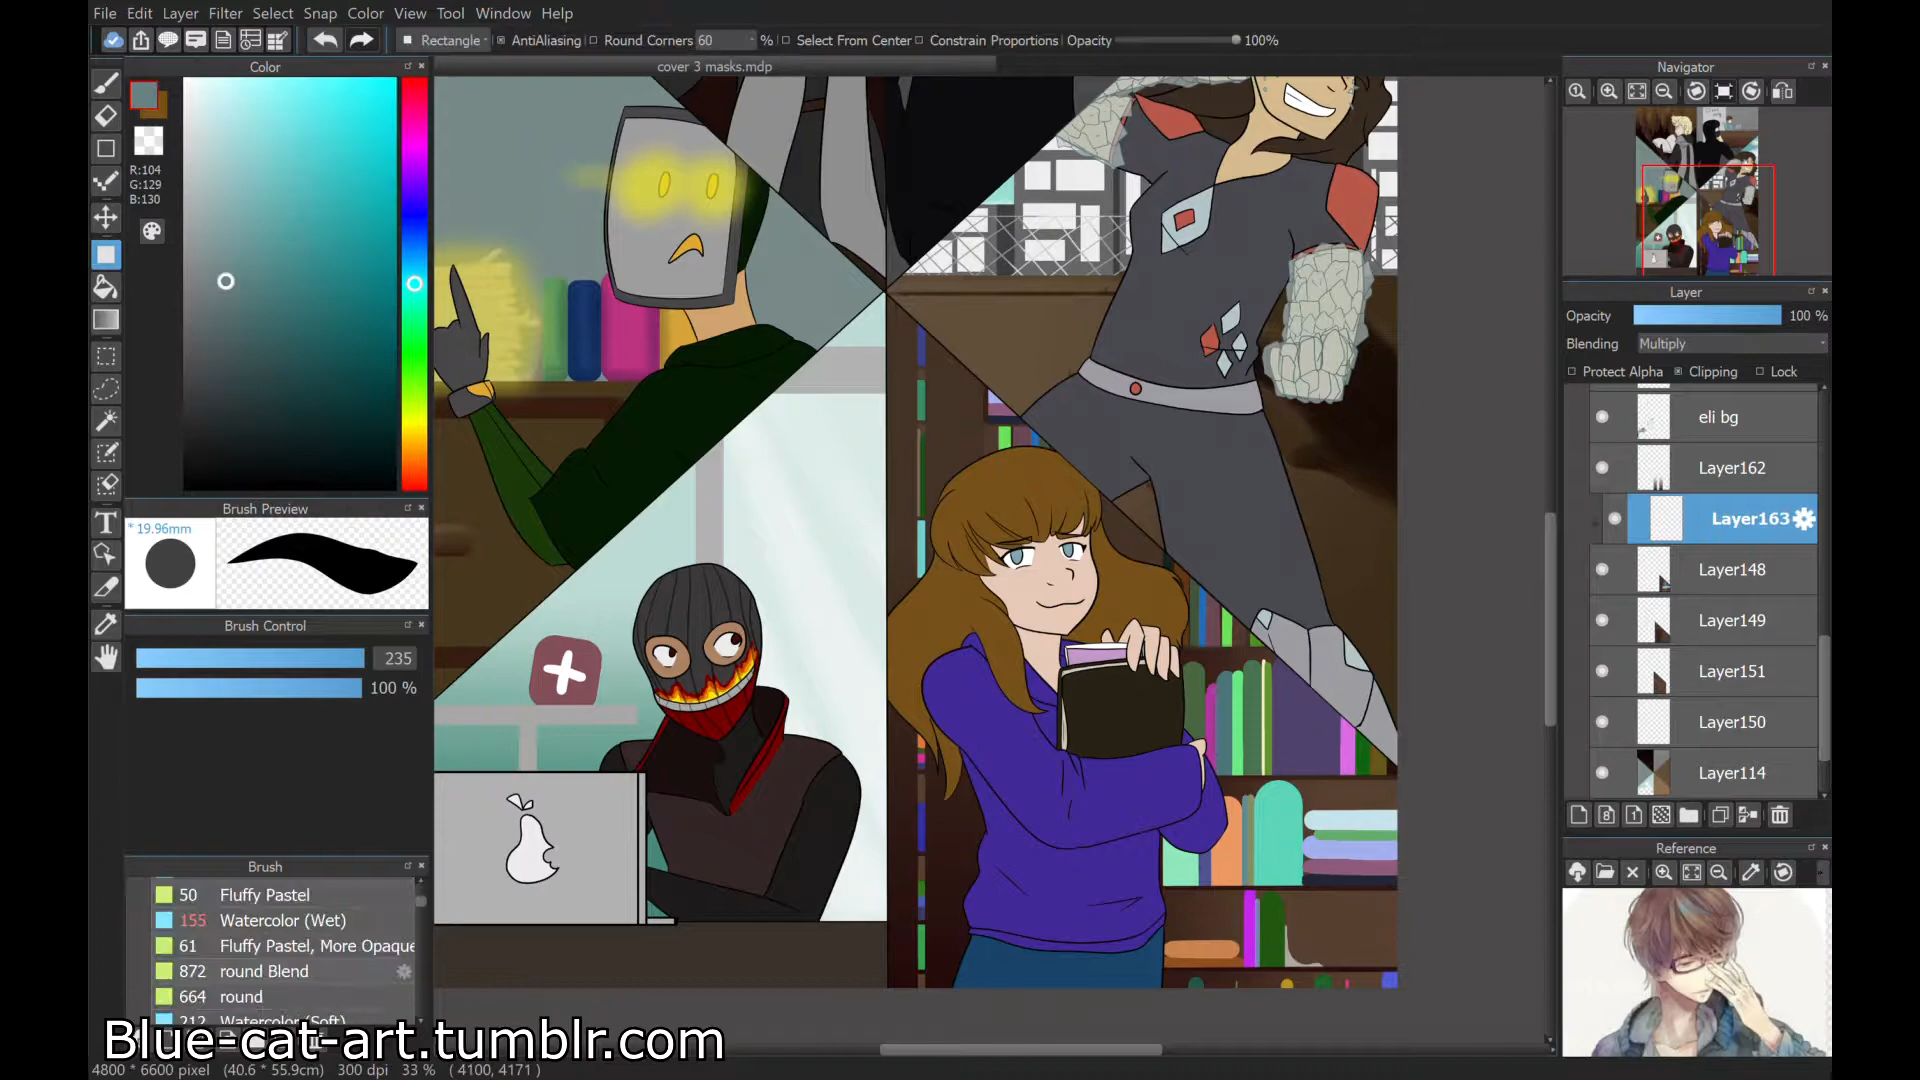 File Edit Layer Filter Select Snap Color View Tool Window Help
Rectangle AntiAliasing Round Corners 60 % Select From Center Constrain Proportions Opacity 100%
Color
cover 3 masks.mdp
Navigator
R:104
G:129
B:130
Layer
Opacity 100 %
Blending Multiply
Protect Alpha Clipping Lock
eli bg
Layer162
Layer163
Layer148
Layer149
Layer151
Layer150
Layer114
Brush Preview
* 19.96mm
Brush Control
235
100 %
Brush
50 Fluffy Pastel
155 Watercolor (Wet)
61 Fluffy Pastel, More Opaque
872 round Blend
664 round
212 Watercolor (Soft)
Reference
Blue-cat-art.tumblr.com
4800 * 6600 pixel (40.6 * 55.9cm) 300 dpi 33 % ( 4100, 4171 )